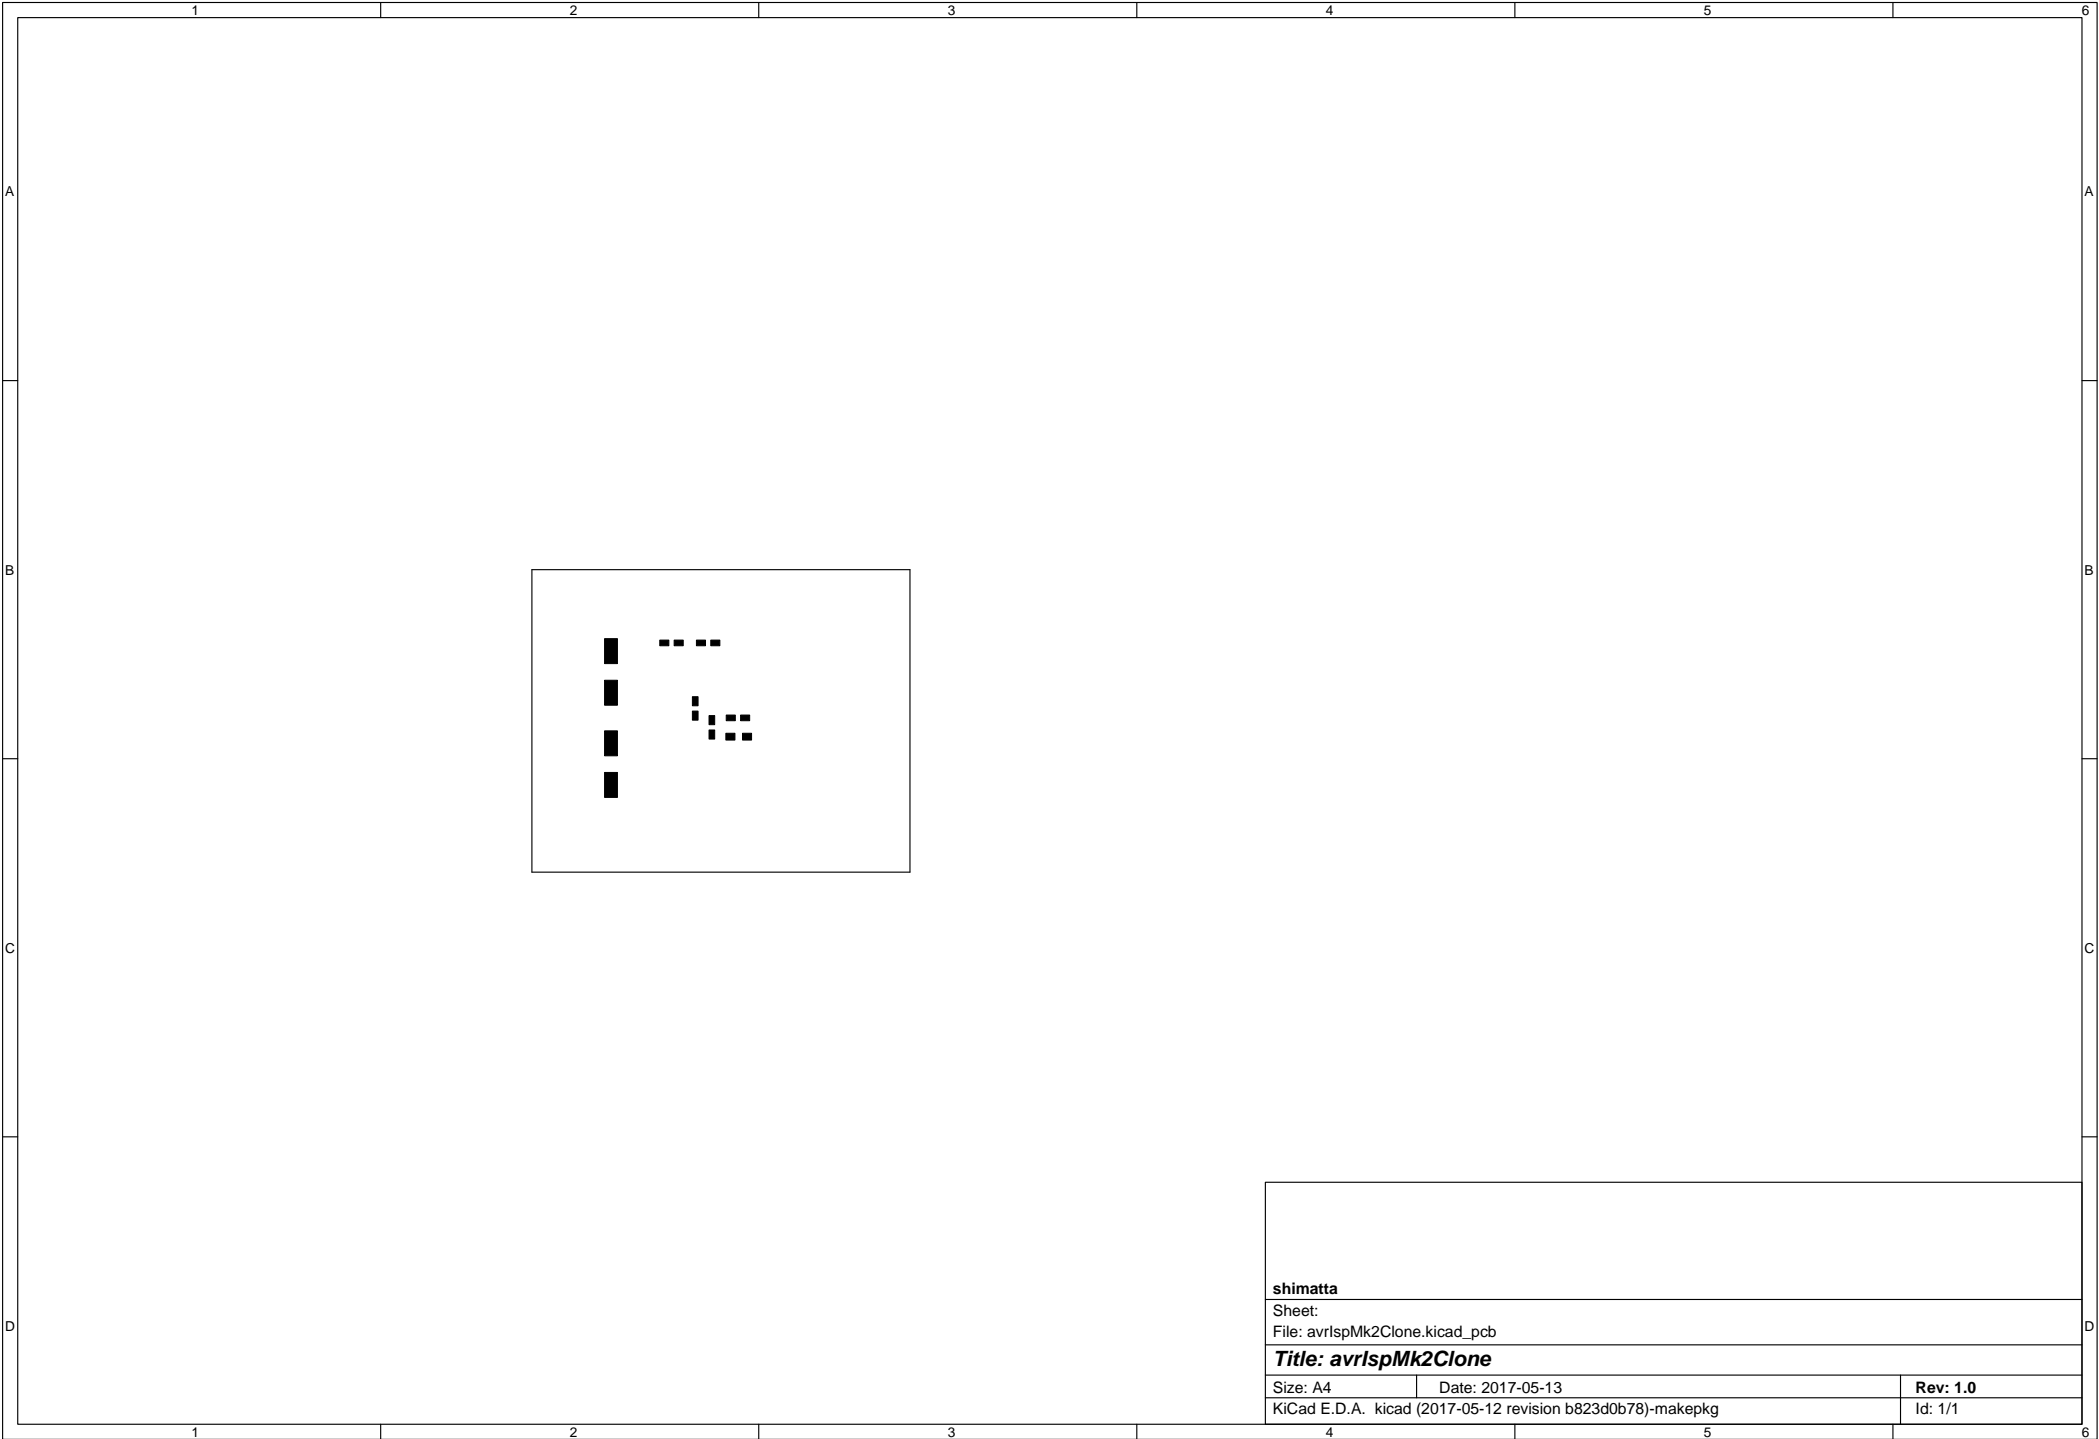 1 2 3 4 5 6
A A
B B
C C
D D
shimatta
Sheet:
File: avrIspMk2Clone.kicad_pcb
Title: avrIspMk2Clone
Size: A4 Date: 2017-05-13 Rev: 1.0
KiCad E.D.A. kicad (2017-05-12 revision b823d0b78)-makepkg Id: 1/1
1 2 3 4 5 6